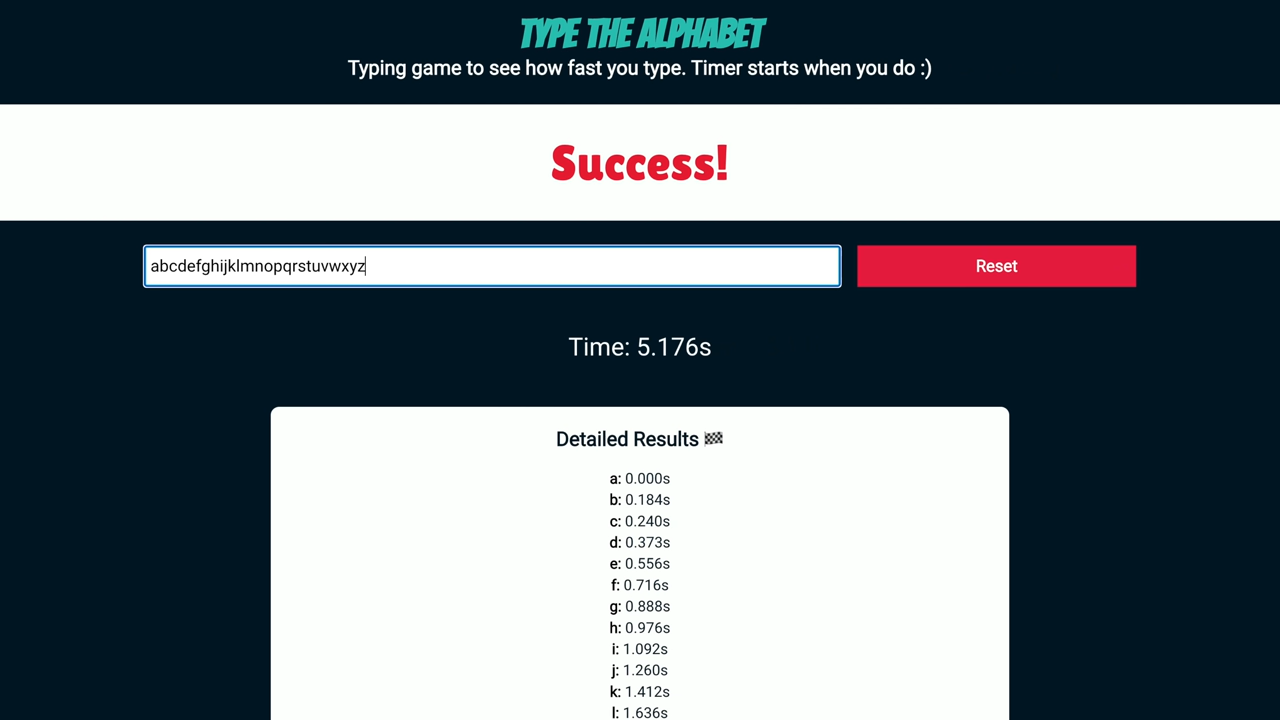 TYPE THE ALPHABET
Typing game to see how fast you type. Timer starts when you do :)
Success!
abcdefghijklmnopqrstuvwxyz
Reset
Time: 5.176s
Detailed Results 🏁
a: 0.000s
b: 0.184s
c: 0.240s
d: 0.373s
e: 0.556s
f: 0.716s
g: 0.888s
h: 0.976s
i: 1.092s
j: 1.260s
k: 1.412s
l: 1.636s